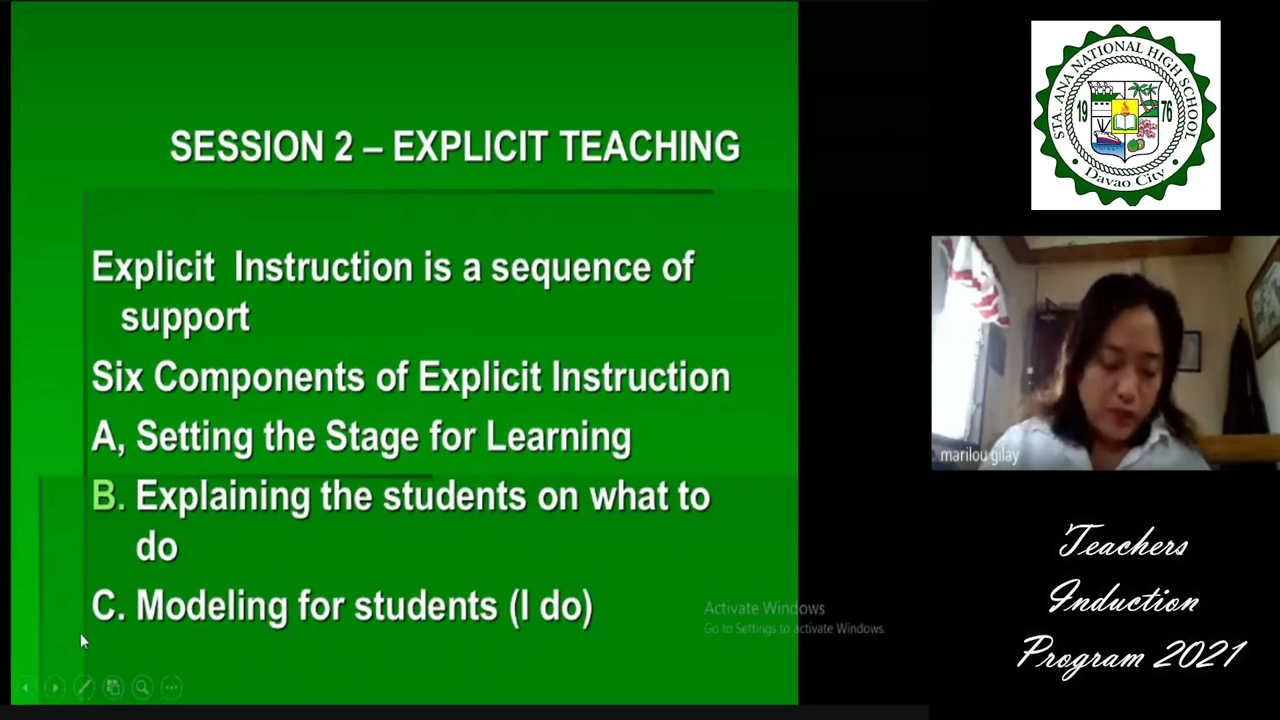 SESSION 2 – EXPLICIT TEACHING
Explicit Instruction is a sequence of
support
Six Components of Explicit Instruction
A, Setting the Stage for Learning
B. Explaining the students on what to
do
C. Modeling for students (I do)
Activate Windows
Go to Settings to activate Windows.
STA. ANA NATIONAL HIGH SCHOOL
19 76
Davao City
marilou gilay
Teachers
Induction
Program 2021